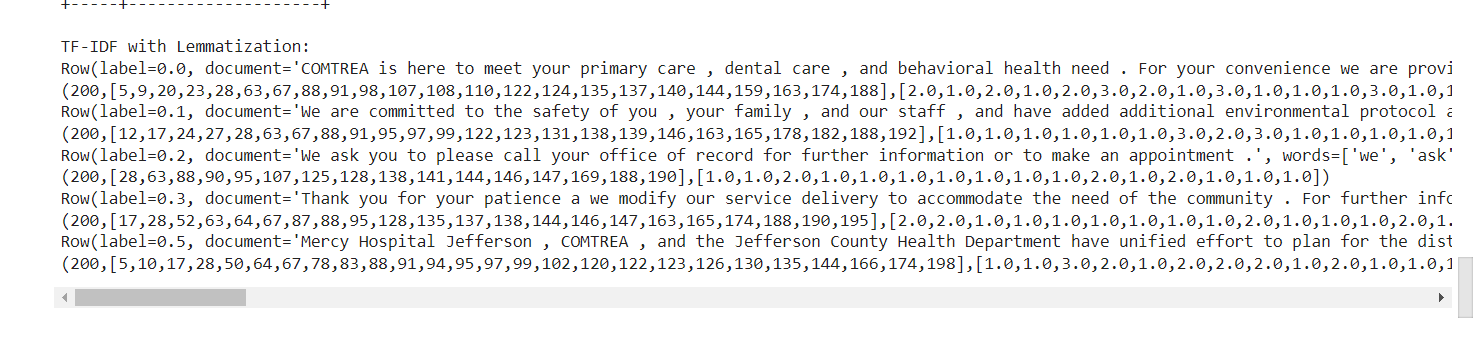 +-----+--------------------+
TF-IDF with Lemmatization:
Row(label=0.0, document='COMTREA is here to meet your primary care , dental care , and behavioral health need . For your convenience we are provi
(200,[5,9,20,23,28,63,67,88,91,98,107,108,110,122,124,135,137,140,144,159,163,174,188],[2.0,1.0,2.0,1.0,2.0,3.0,2.0,1.0,3.0,1.0,1.0,1.0,3.0,1.0,1
Row(label=0.1, document='We are committed to the safety of you , your family , and our staff , and have added additional environmental protocol a
(200,[12,17,24,27,28,63,67,88,91,95,97,99,122,123,131,138,139,146,163,165,178,182,188,192],[1.0,1.0,1.0,1.0,1.0,1.0,3.0,2.0,3.0,1.0,1.0,1.0,1.0,1
Row(label=0.2, document='We ask you to please call your office of record for further information or to make an appointment .', words=['we', 'ask'
(200,[28,63,88,90,95,107,125,128,138,141,144,146,147,169,188,190],[1.0,1.0,2.0,1.0,1.0,1.0,1.0,1.0,1.0,1.0,2.0,1.0,2.0,1.0,1.0,1.0])
Row(label=0.3, document='Thank you for your patience a we modify our service delivery to accommodate the need of the community . For further info
(200,[17,28,52,63,64,67,87,88,95,128,135,137,138,144,146,147,163,165,174,188,190,195],[2.0,2.0,1.0,1.0,1.0,1.0,1.0,1.0,1.0,1.0,2.0,1.0,1.0,1.0,2.0,1.
Row(label=0.5, document='Mercy Hospital Jefferson , COMTREA , and the Jefferson County Health Department have unified effort to plan for the dist
(200,[5,10,17,28,50,64,67,78,83,88,91,94,95,97,99,102,120,122,123,126,130,135,144,166,174,198],[1.0,1.0,3.0,2.0,1.0,2.0,2.0,2.0,1.0,2.0,1.0,1.0,1